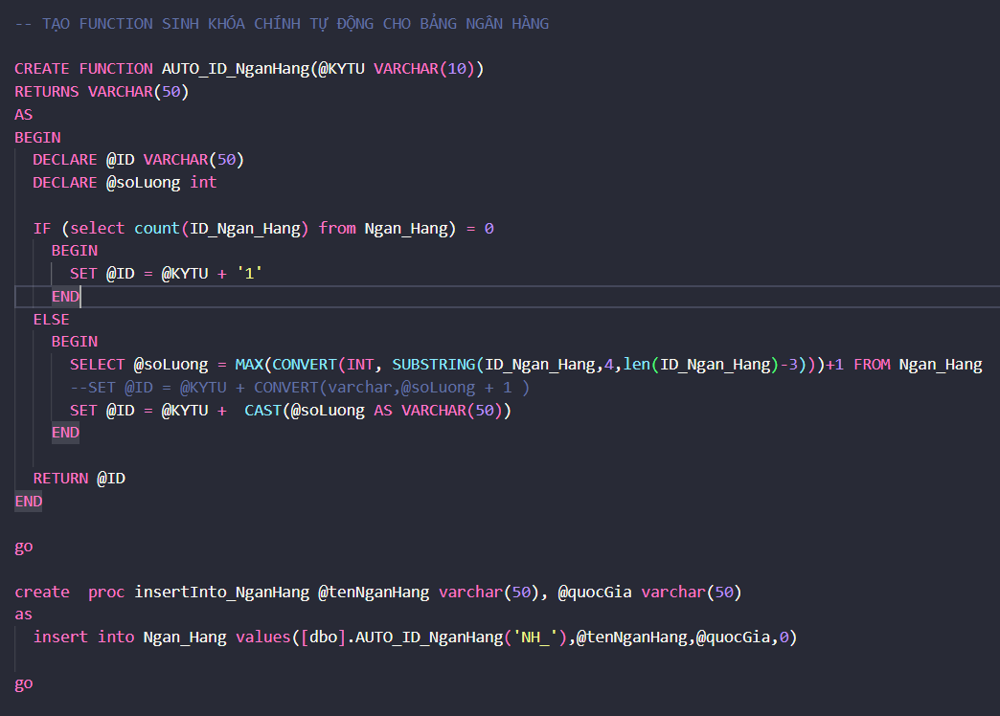 -- TẠO FUNCTION SINH KHÓA CHÍNH TỰ ĐỘNG CHO BẢNG NGÂN HÀNG
CREATE FUNCTION AUTO_ID_NganHang(@KYTU VARCHAR(10))
RETURNS VARCHAR(50)
AS
BEGIN
DECLARE @ID VARCHAR(50)
DECLARE @soLuong int
IF (select count(ID_Ngan_Hang) from Ngan_Hang) = 0
BEGIN
SET @ID = @KYTU + '1'
END
ELSE
BEGIN
SELECT @soLuong = MAX(CONVERT(INT, SUBSTRING(ID_Ngan_Hang,4,len(ID_Ngan_Hang)-3)))+1 FROM Ngan_Hang
--SET @ID = @KYTU + CONVERT(varchar,@soLuong + 1 )
SET @ID = @KYTU +  CAST(@soLuong AS VARCHAR(50))
END
RETURN @ID
END
go
create  proc insertInto_NganHang @tenNganHang varchar(50), @quocGia varchar(50)
as
insert into Ngan_Hang values([dbo].AUTO_ID_NganHang('NH_'),@tenNganHang,@quocGia,0)
go